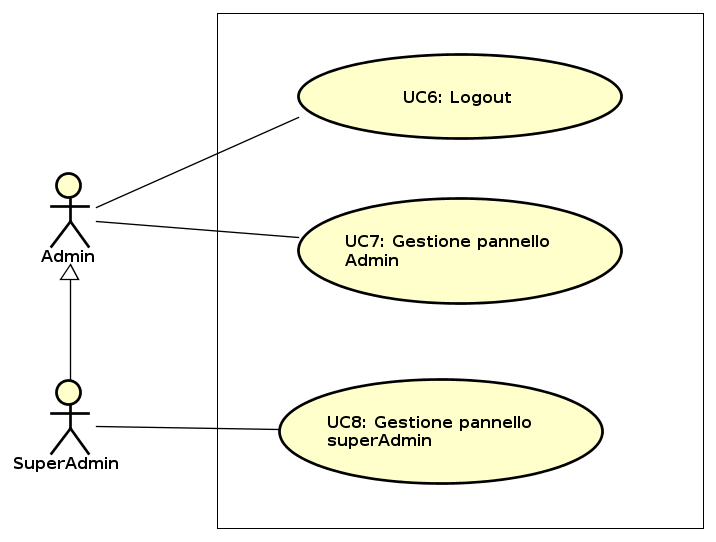 UC6: Logout
UC7: Gestione pannello
Admin
Admin
UC8: Gestione pannello
superAdmin
SuperAdmin